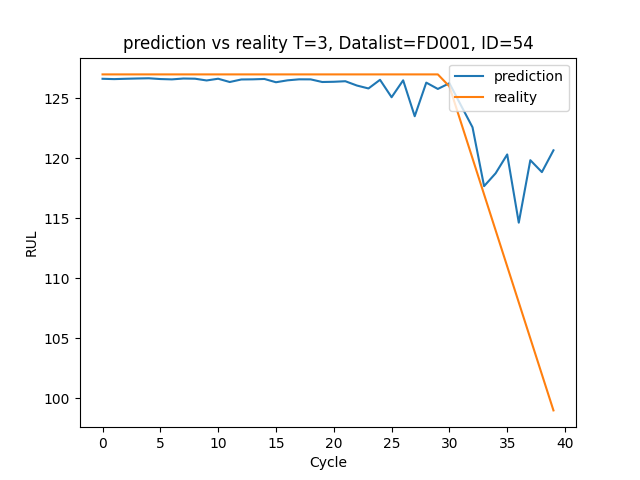 prediction vs reality T=3, Datalist=FD001, ID=54
prediction
reality
125
120
115
110
105
100
RUL
0 5 10 15 20 25 30 35 40
Cycle